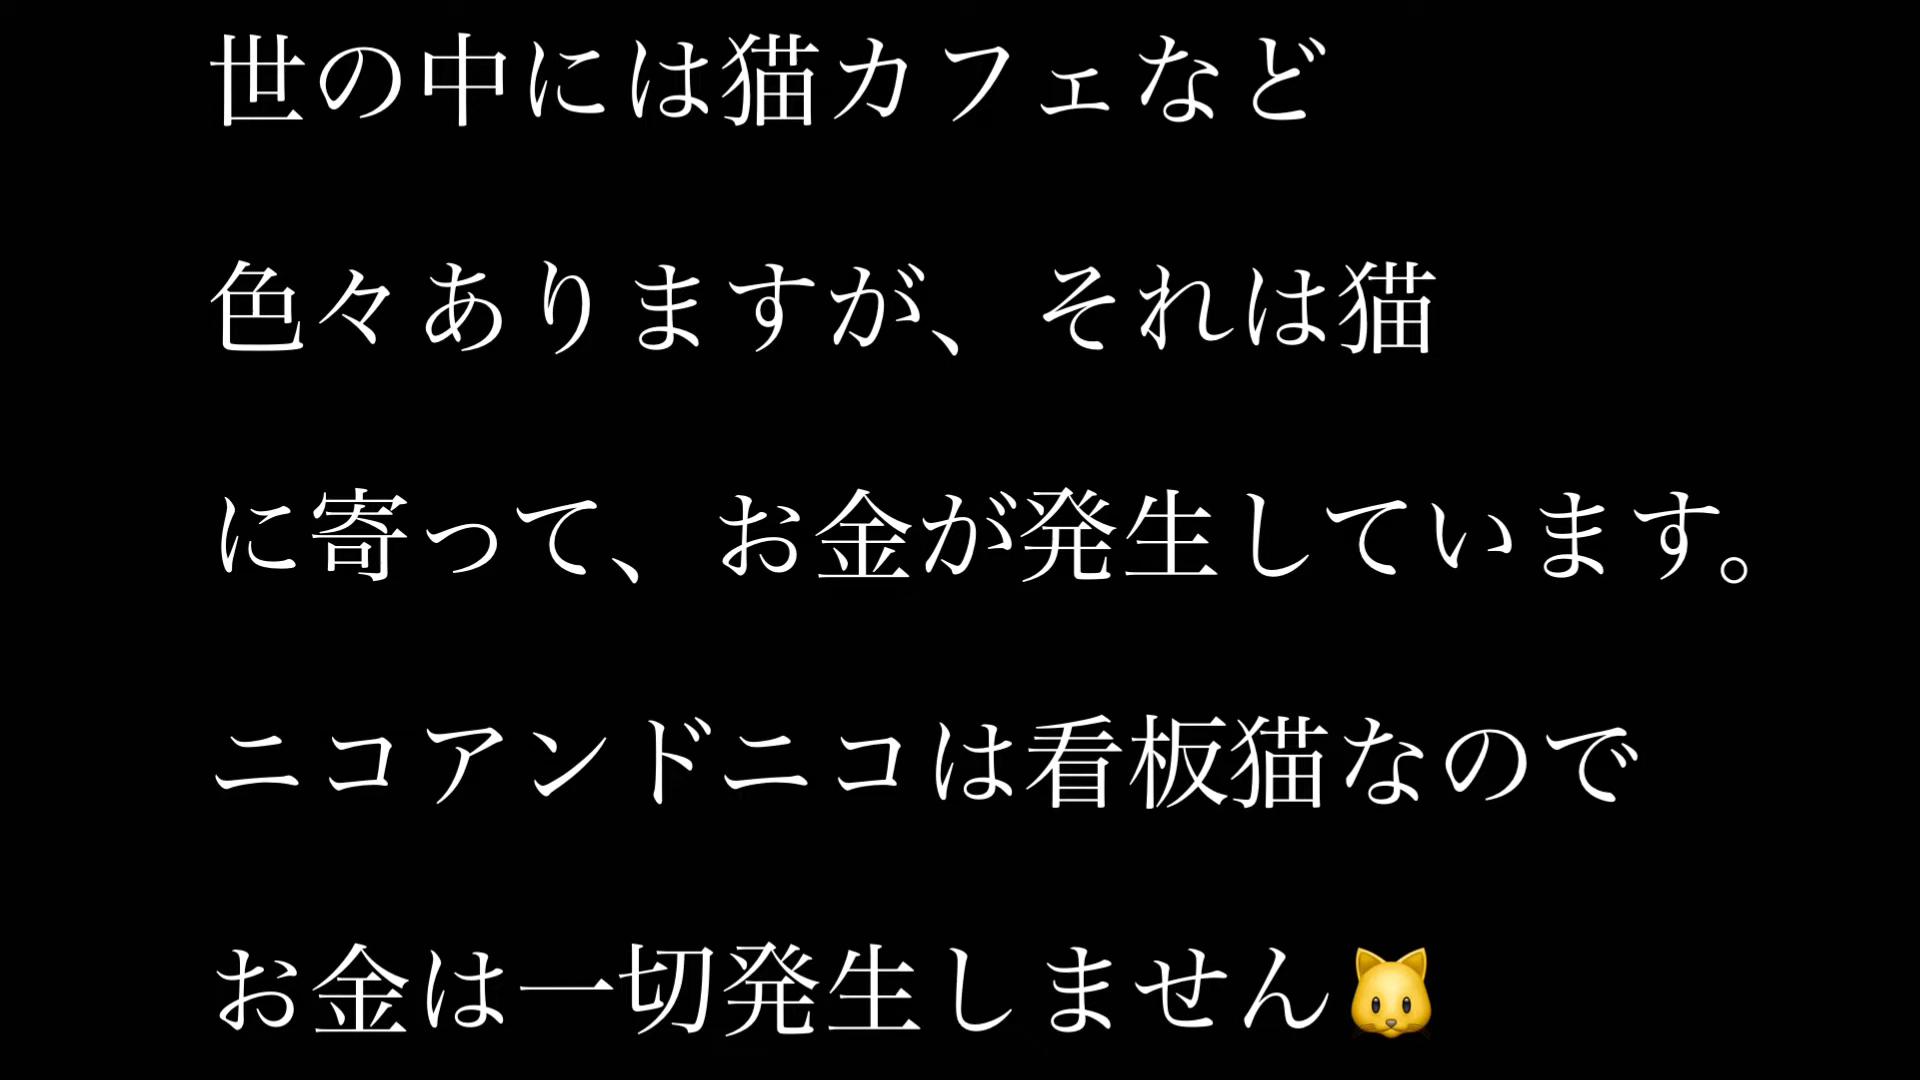 世の中には猫カフェなど
色々ありますが、それは猫
に寄って、お金が発生しています。
ニコアンドニコは看板猫なので
お金は一切発生しません🐱